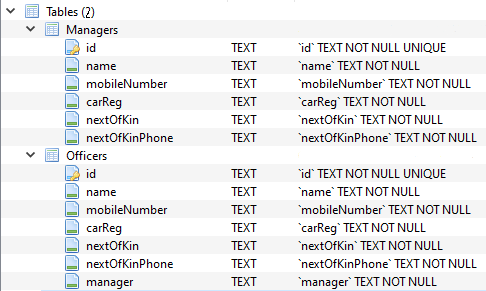 Tables (2)
Managers
id TEXT `id` TEXT NOT NULL UNIQUE
name TEXT `name` TEXT NOT NULL
mobileNumber TEXT `mobileNumber` TEXT NOT NULL
carReg TEXT `carReg` TEXT NOT NULL
nextOfKin TEXT `nextOfKin` TEXT NOT NULL
nextOfKinPhone TEXT `nextOfKinPhone` TEXT NOT NULL
Officers
id TEXT `id` TEXT NOT NULL UNIQUE
name TEXT `name` TEXT NOT NULL
mobileNumber TEXT `mobileNumber` TEXT NOT NULL
carReg TEXT `carReg` TEXT NOT NULL
nextOfKin TEXT `nextOfKin` TEXT NOT NULL
nextOfKinPhone TEXT `nextOfKinPhone` TEXT NOT NULL
manager TEXT `manager` TEXT NOT NULL